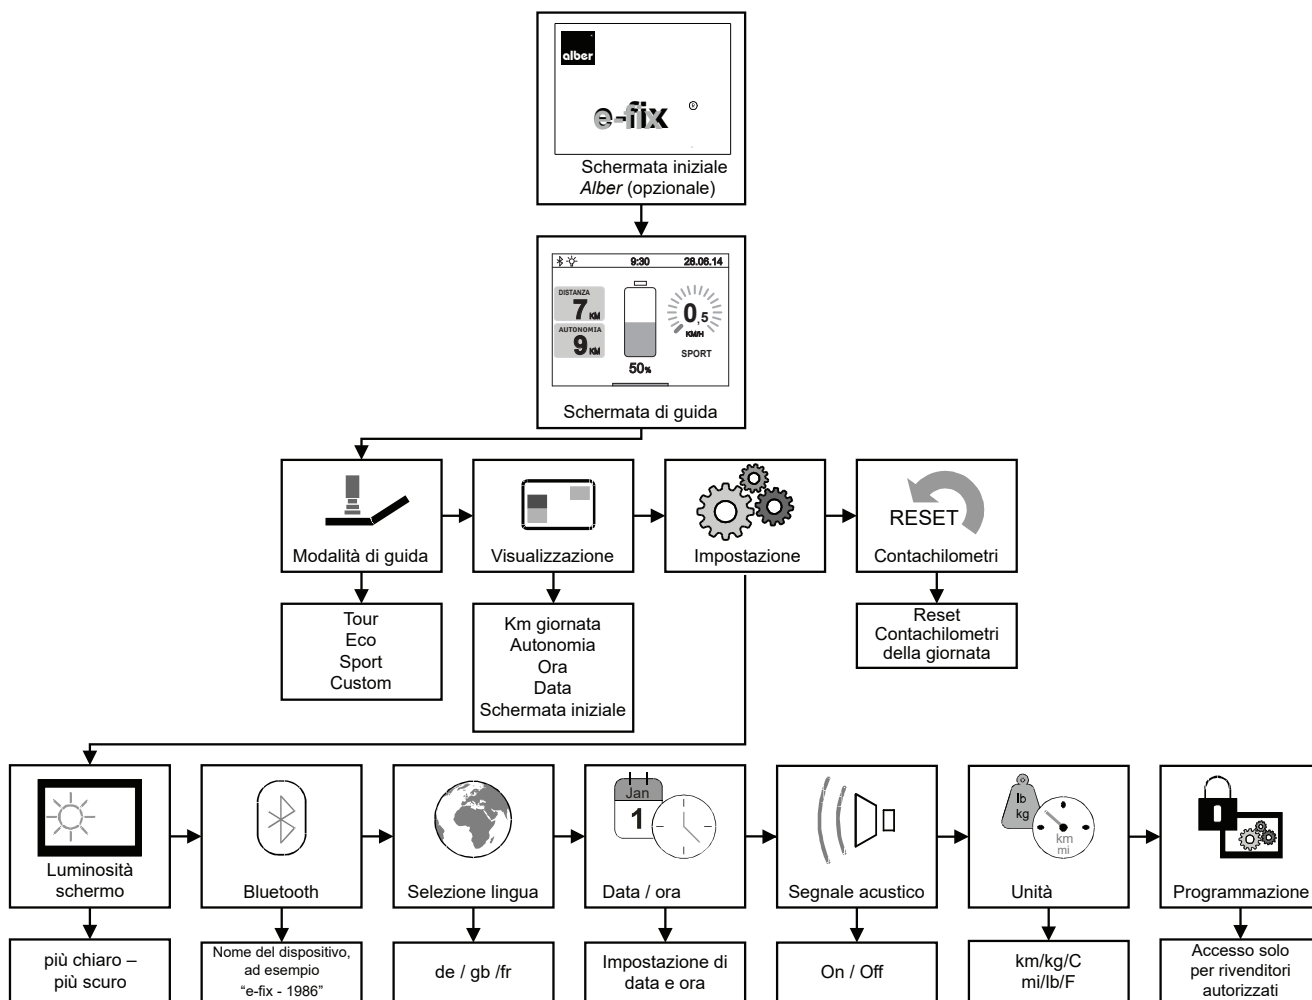 alber
e-fix
Schermata iniziale
Alber (opzionale)
9:30 28.06.14
DISTANZA
7 KM
AUTONOMIA
9 KM
50%
0,5
KM/H
SPORT
Schermata di guida
Modalità di guida
Visualizzazione
Impostazione
RESET
Contachilometri
Tour
Eco
Sport
Custom
Km giornata
Autonomia
Ora
Data
Schermata iniziale
Reset
Contachilometri
della giornata
Luminosità
schermo
Bluetooth
Selezione lingua
Jan
1
Data / ora
Segnale acustico
lb
kg
km
mi
Unità
Programmazione
più chiaro –
più scuro
Nome del dispositivo,
ad esempio
“e-fix - 1986”
de / gb /fr
Impostazione di
data e ora
On / Off
km/kg/C
mi/lb/F
Accesso solo
per rivenditori
autorizzati